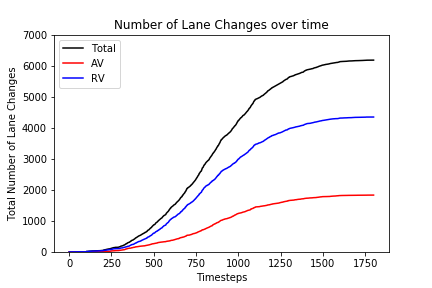 Number of Lane Changes over time
Total Number of Lane Changes
7000
6000
5000
4000
3000
2000
1000
0
Total
AV
RV
0 250 500 750 1000 1250 1500 1750
Timesteps